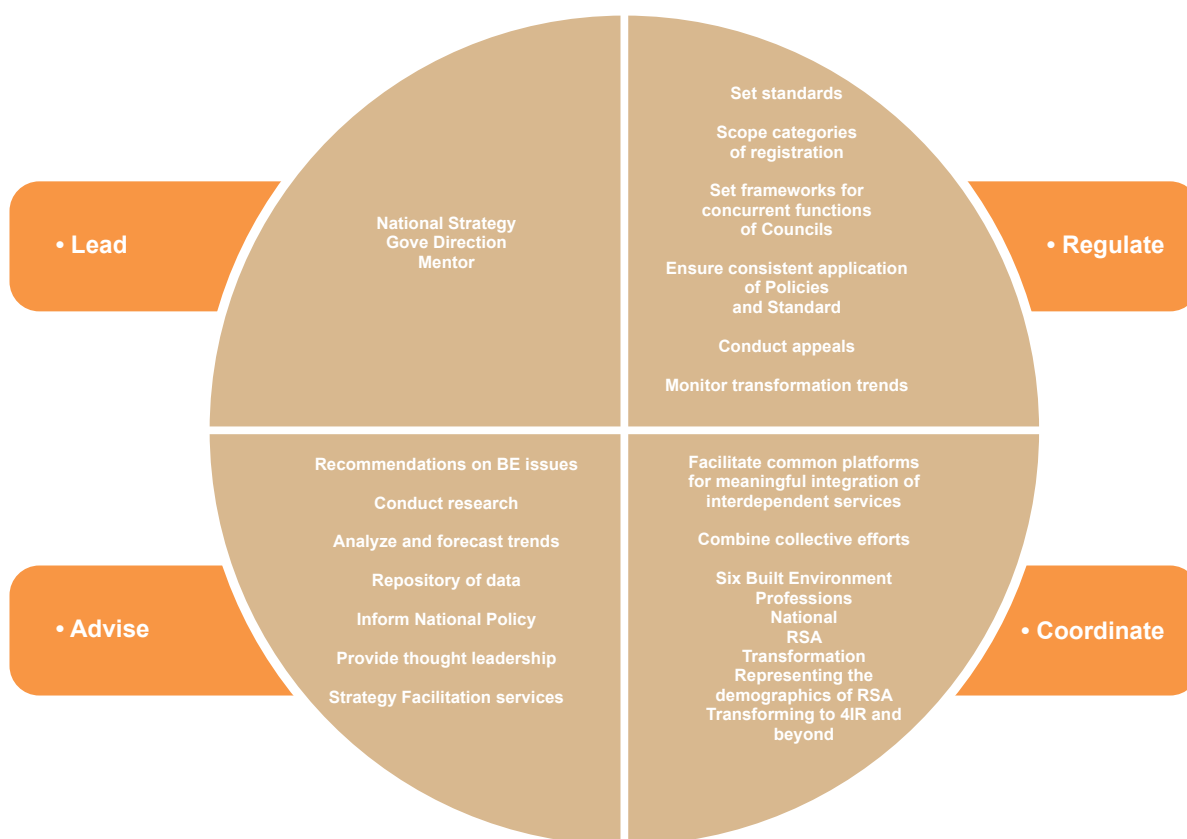 • Lead
National Strategy
Gove Direction
Mentor
• Regulate
Set standards
Scope categories
of registration
Set frameworks for
concurrent functions
of Councils
Ensure consistent application
of Policies
and Standard
Conduct appeals
Monitor transformation trends
• Advise
Recommendations on BE issues
Conduct research
Analyze and forecast trends
Repository of data
Inform National Policy
Provide thought leadership
Strategy Facilitation services
• Coordinate
Facilitate common platforms
for meaningful integration of
interdependent services
Combine collective efforts
Six Built Environment
Professions
National
RSA
Transformation
Representing the
demographics of RSA
Transforming to 4IR and
beyond